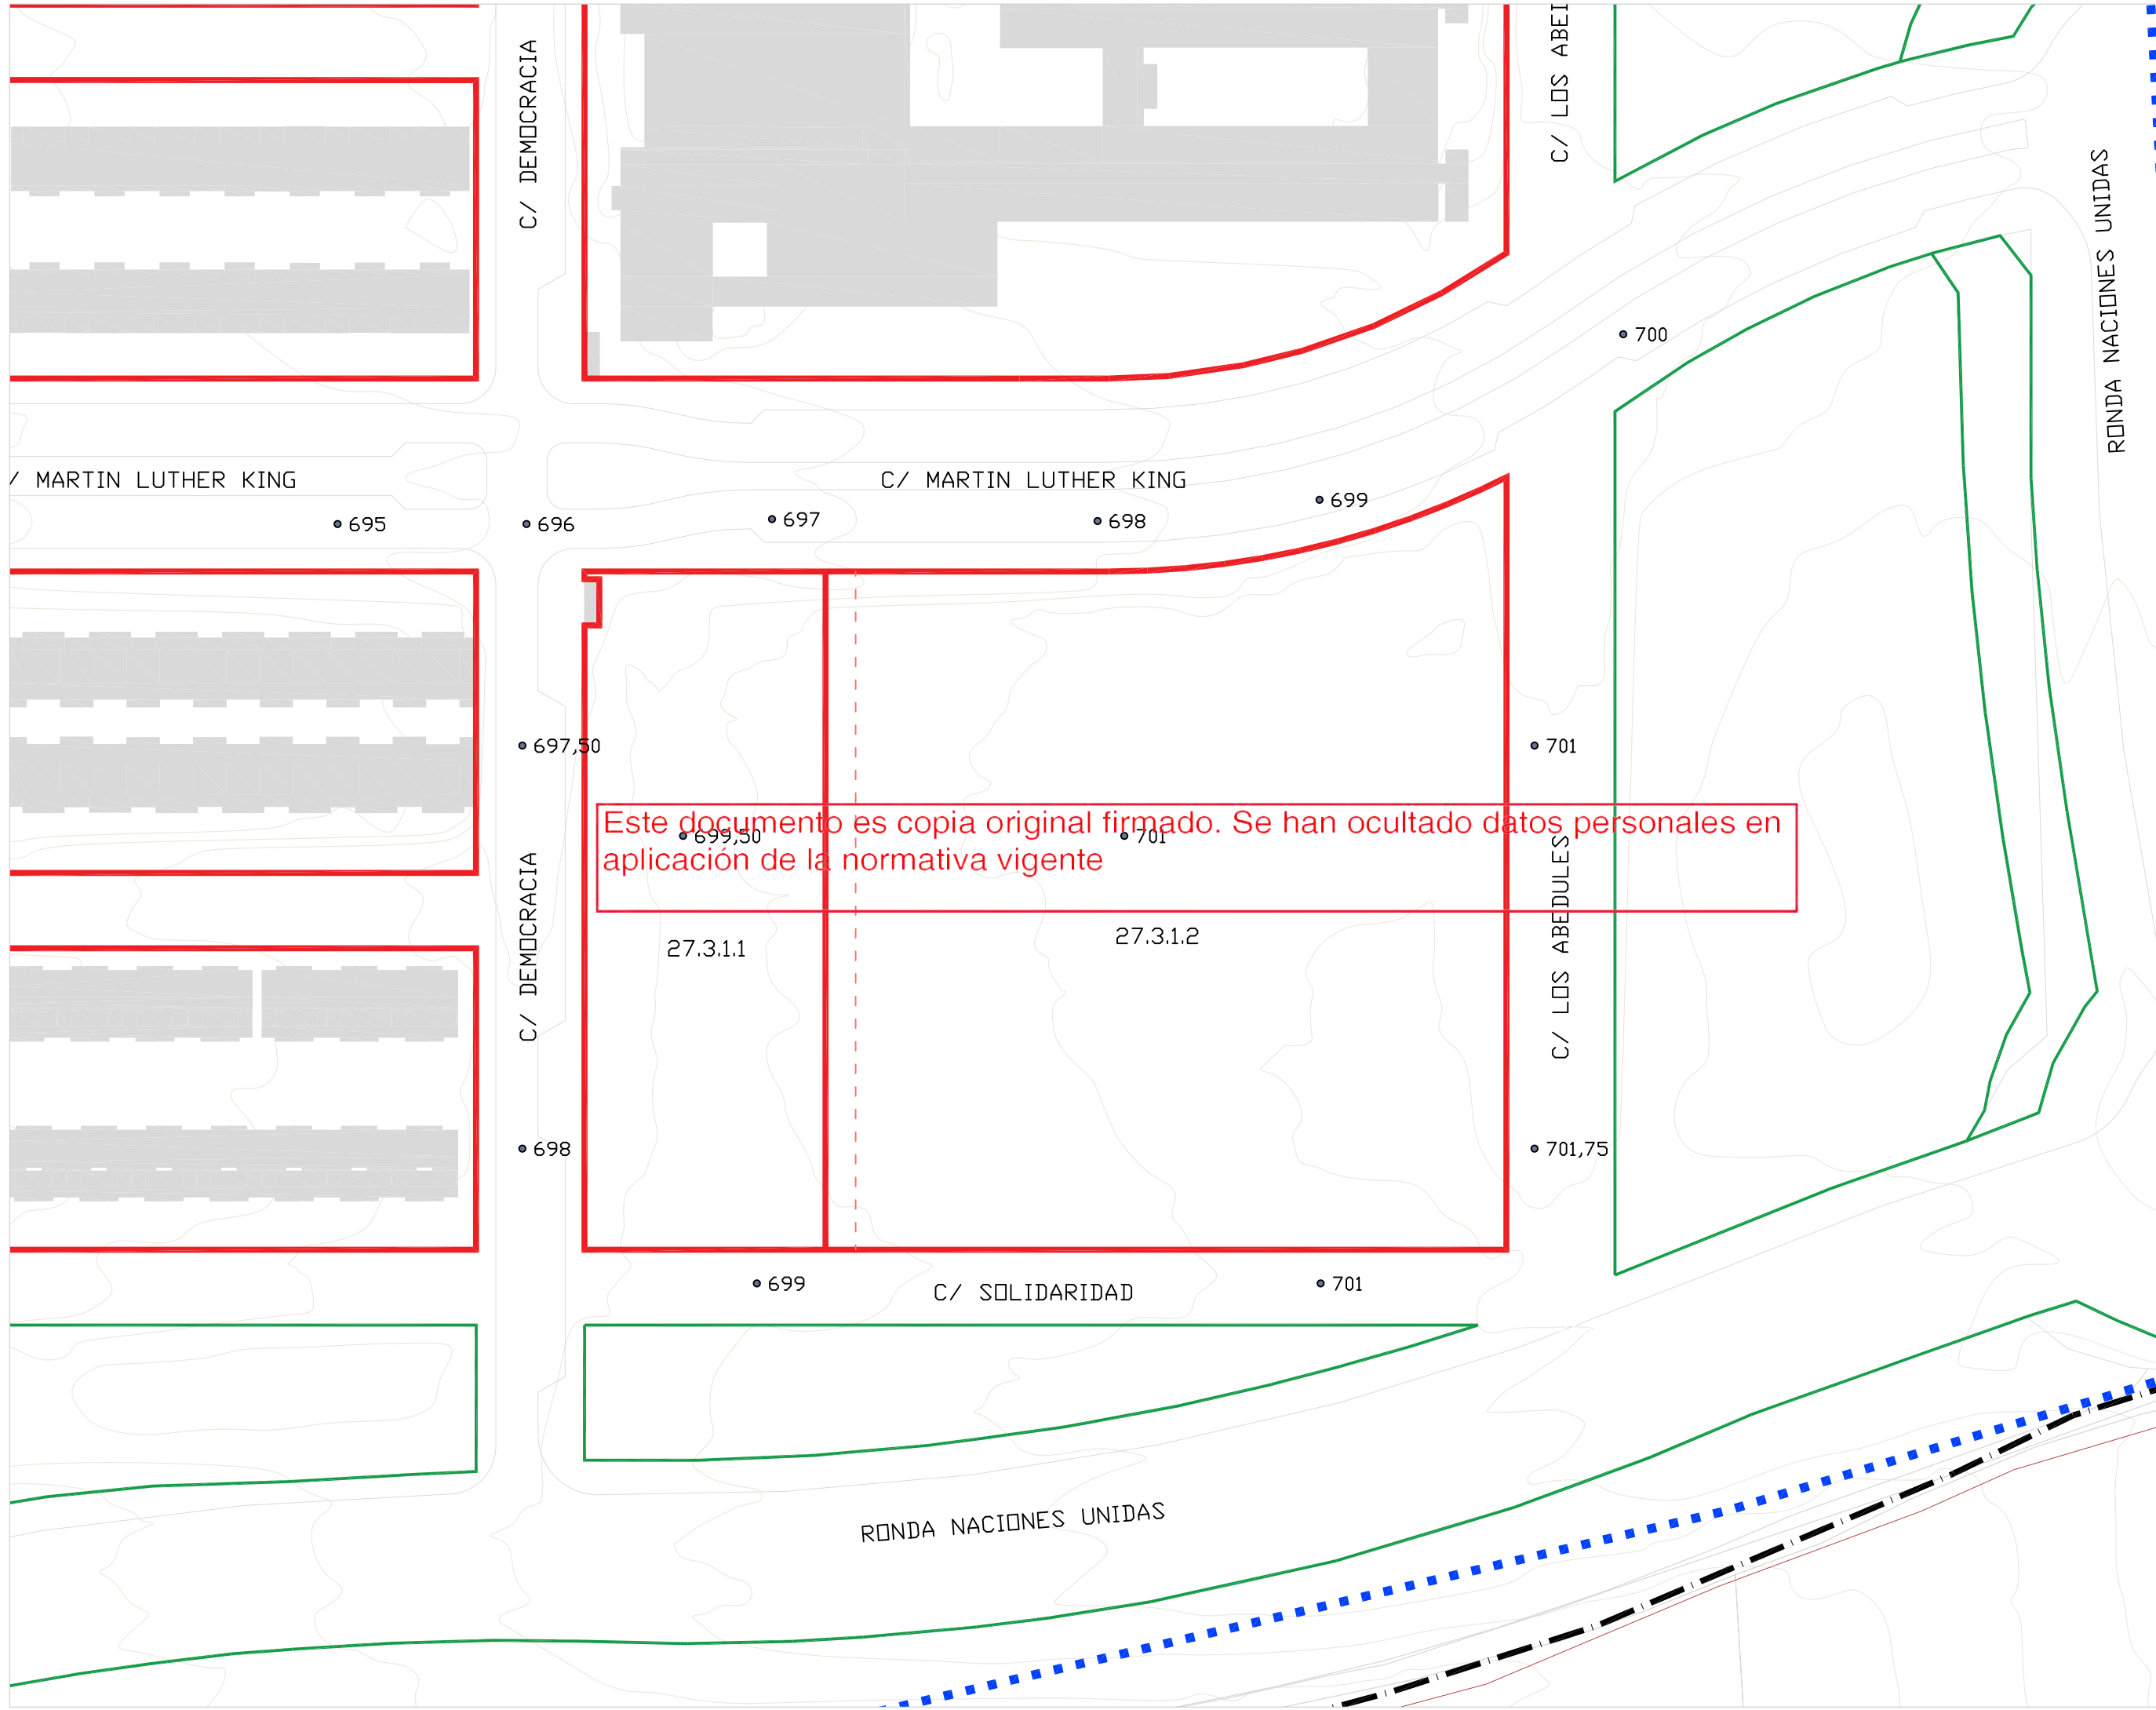 C/ DEMOCRACIA
C/ LOS ABEI
RONDA NACIONES UNIDAS
700
/ MARTIN LUTHER KING
C/ MARTIN LUTHER KING
695
696
697
698
699
697,50
701
Este documento es copia original firmado. Se han ocultado datos personales en
aplicación de la normativa vigente
699,50
701
C/ DEMOCRACIA
27.3.1.1
27.3.1.2
C/ LOS ABEDULES
698
701,75
699
C/ SOLIDARIDAD
701
RONDA NACIONES UNIDAS